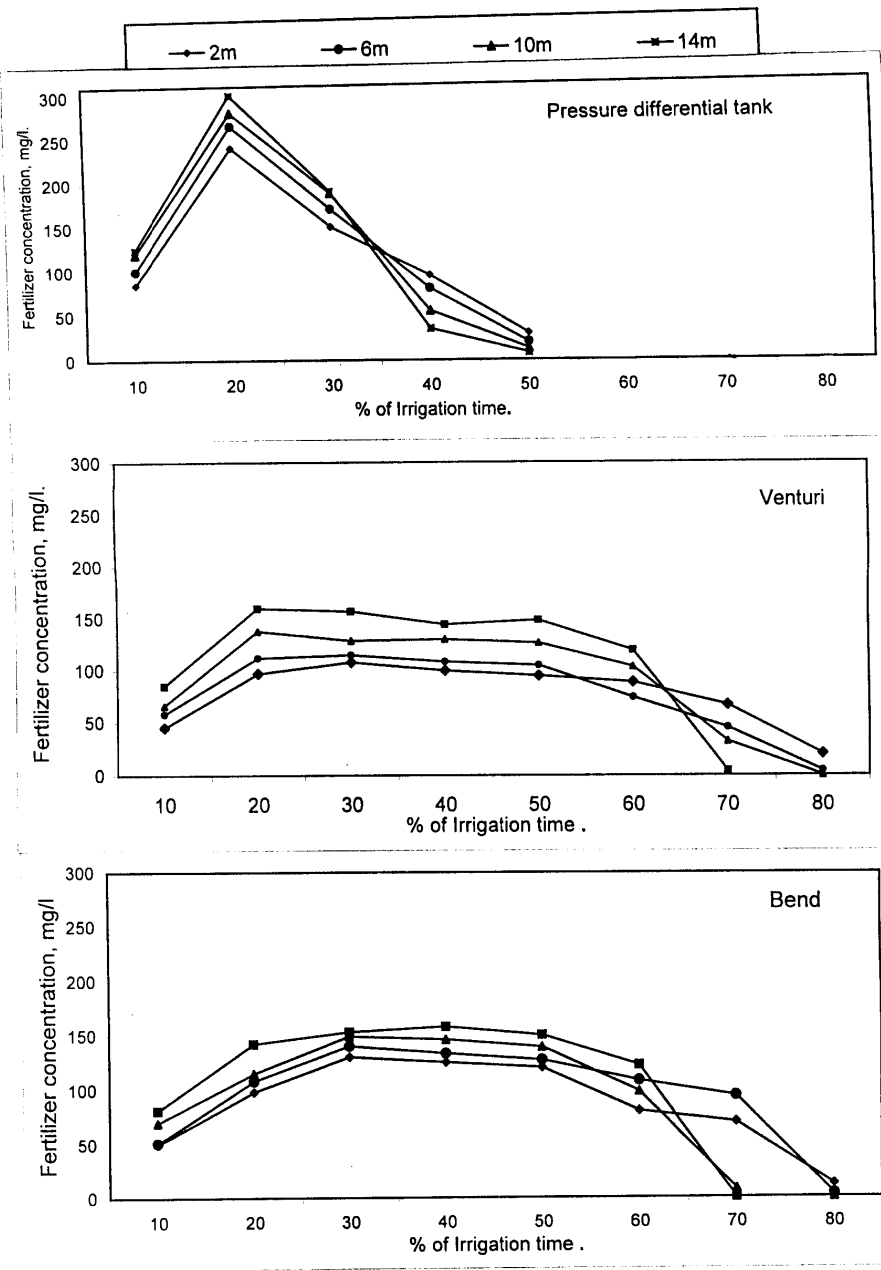 2m 6m 10m 14m
Pressure differential tank
Fertilizer concentration, mg/l.
300
250
200
150
100
50
0
10 20 30 40 50 60 70 80
% of Irrigation time.
Venturi
Fertilizer concentration, mg/l.
300
250
200
150
100
50
0
10 20 30 40 50 60 70 80
% of Irrigation time .
Bend
Fertilizer concentration, mg/l
300
250
200
150
100
50
0
10 20 30 40 50 60 70 80
% of Irrigation time .